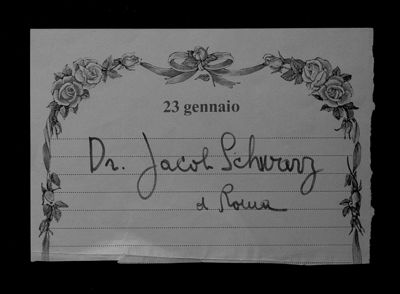 23 gennaio
Dr. Jacob Schwarz
d Roma